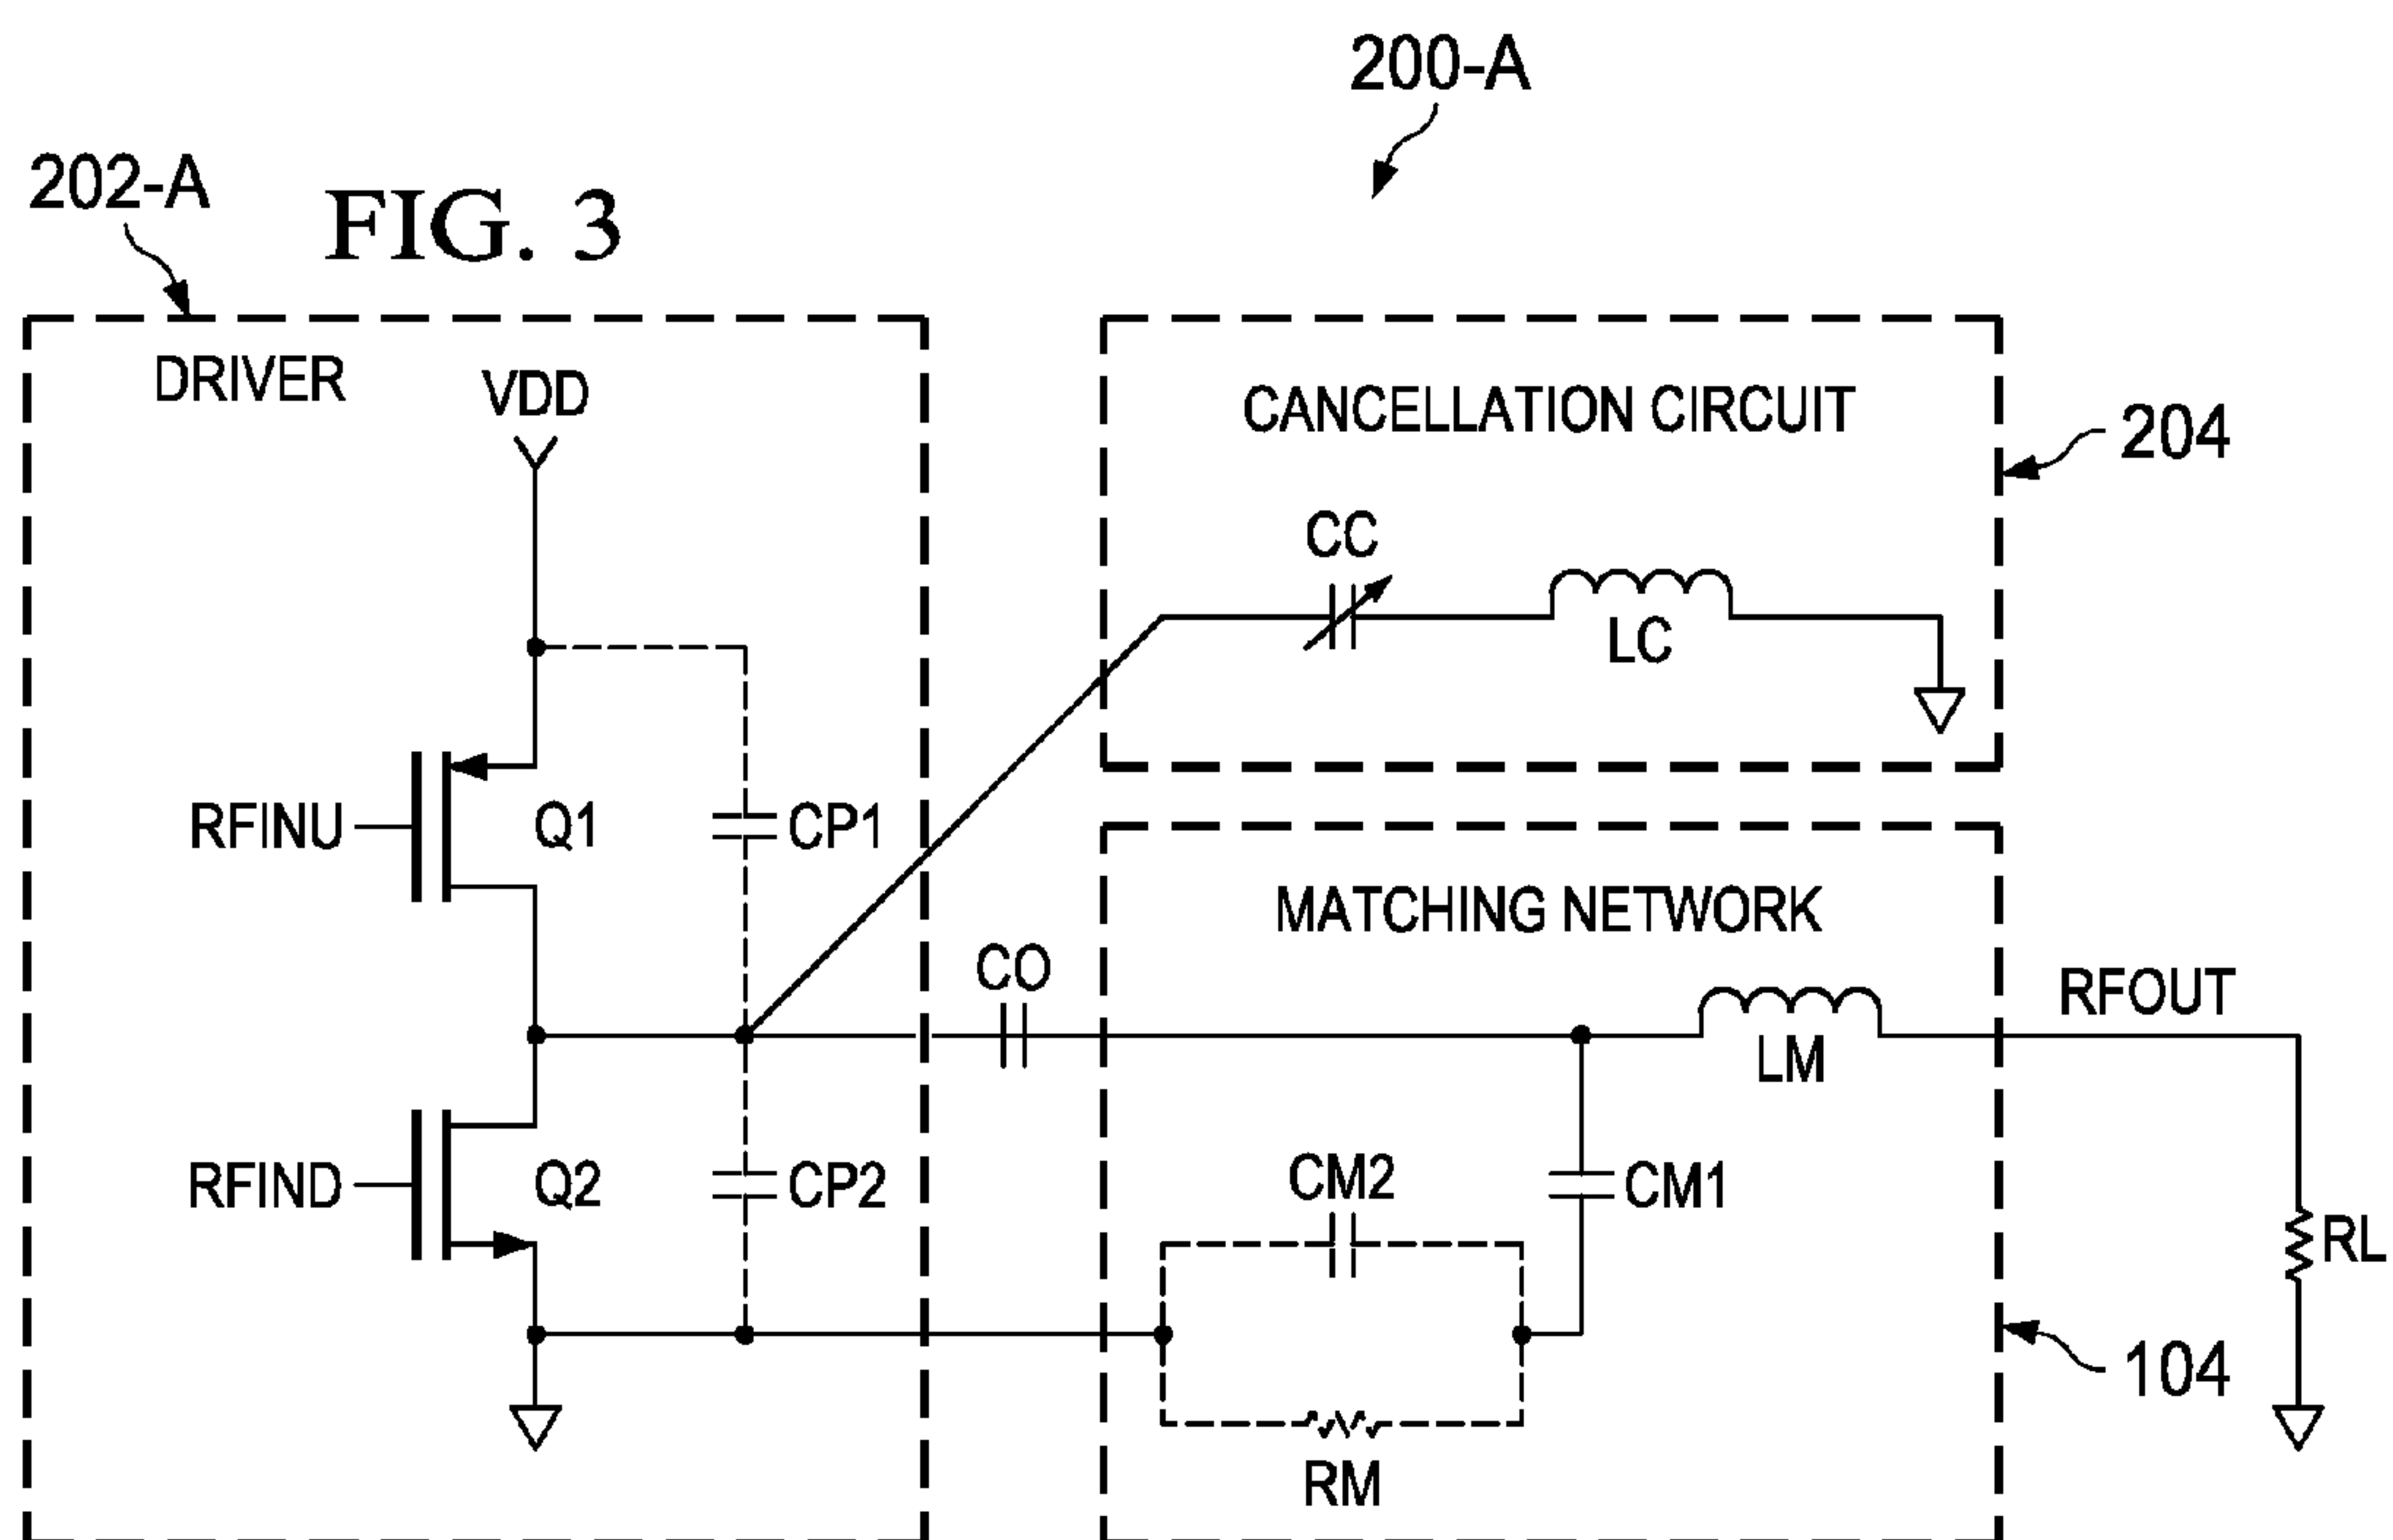 200-A
202-A
FIG. 3
DRIVER
VDD
CANCELLATION CIRCUIT
204
CC
LC
RFINU
Q1
CP1
MATCHING NETWORK
CO
RFOUT
LM
RFIND
Q2
CP2
CM2
CM1
RL
104
RM